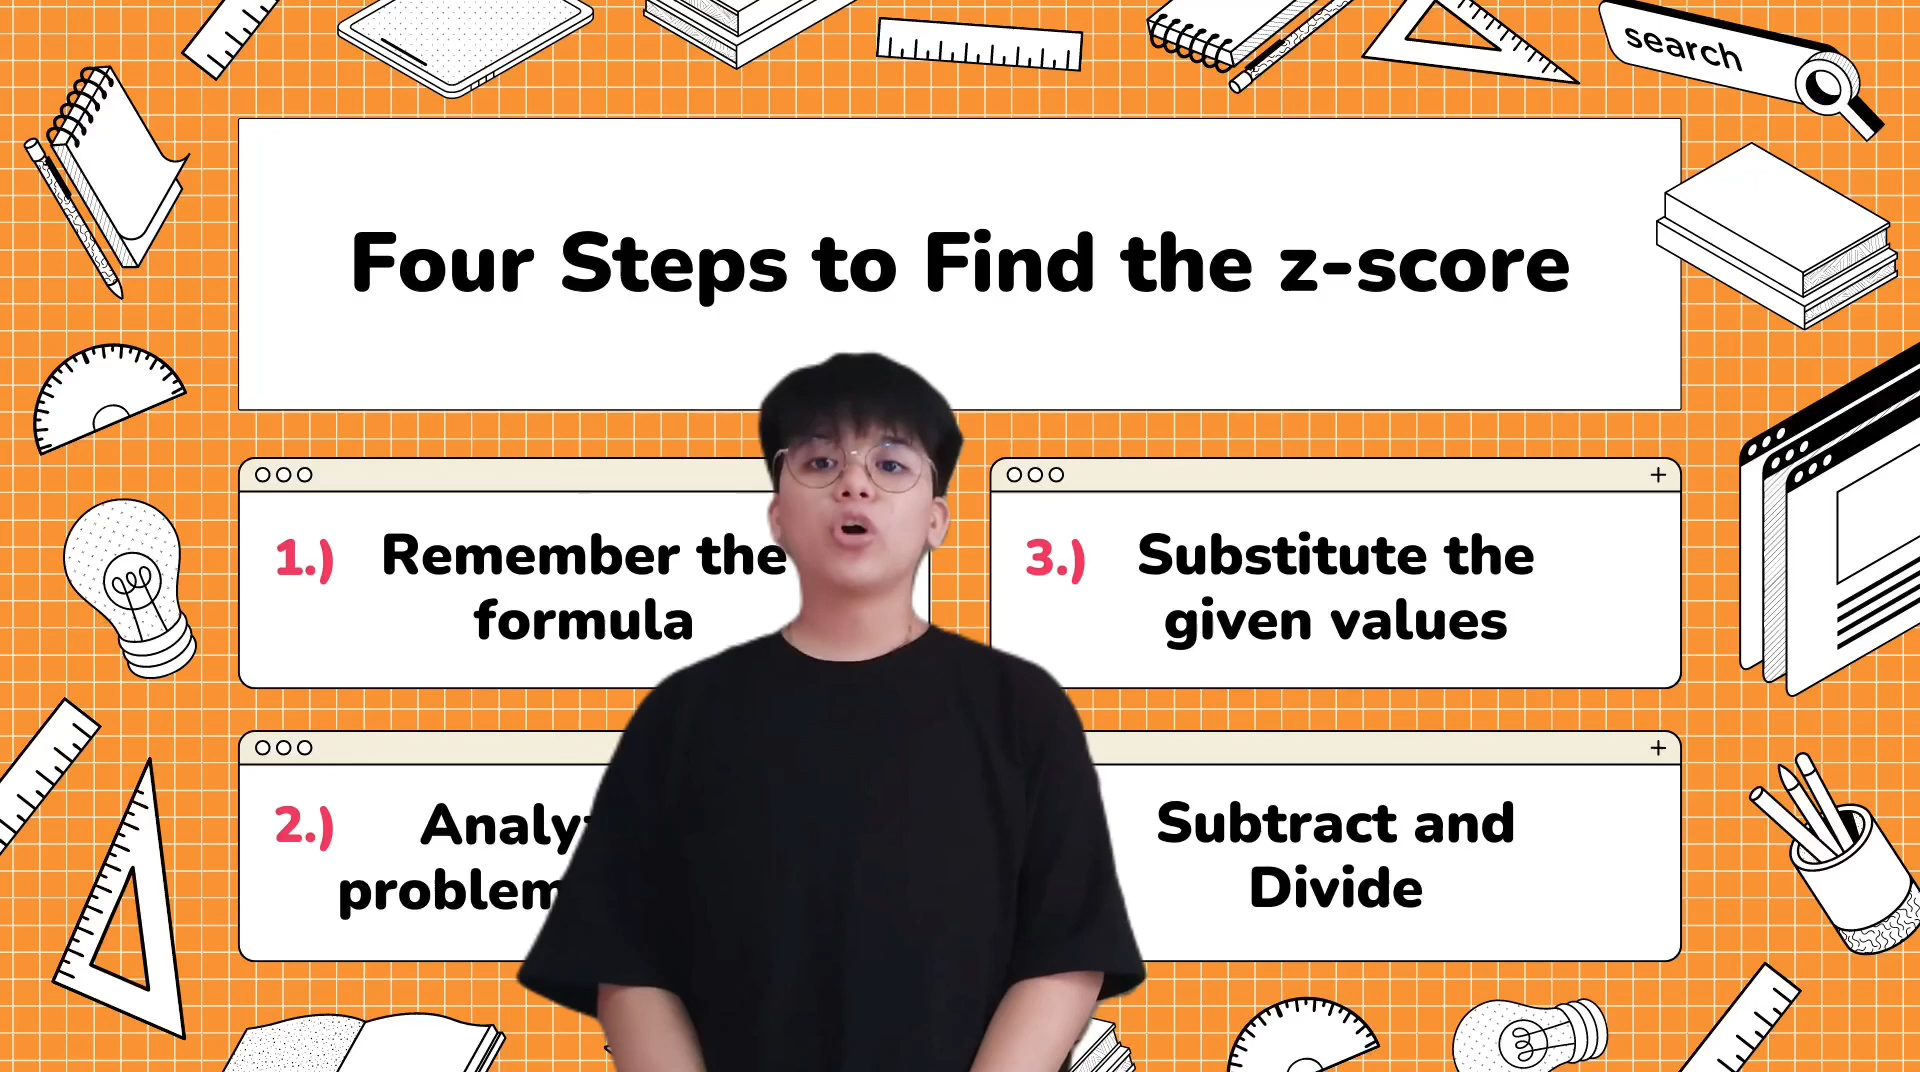 search
Four Steps to Find the z-score
1.) Remember the
formula
2.)
problem
3.) Substitute the
given values
Subtract and
Divide